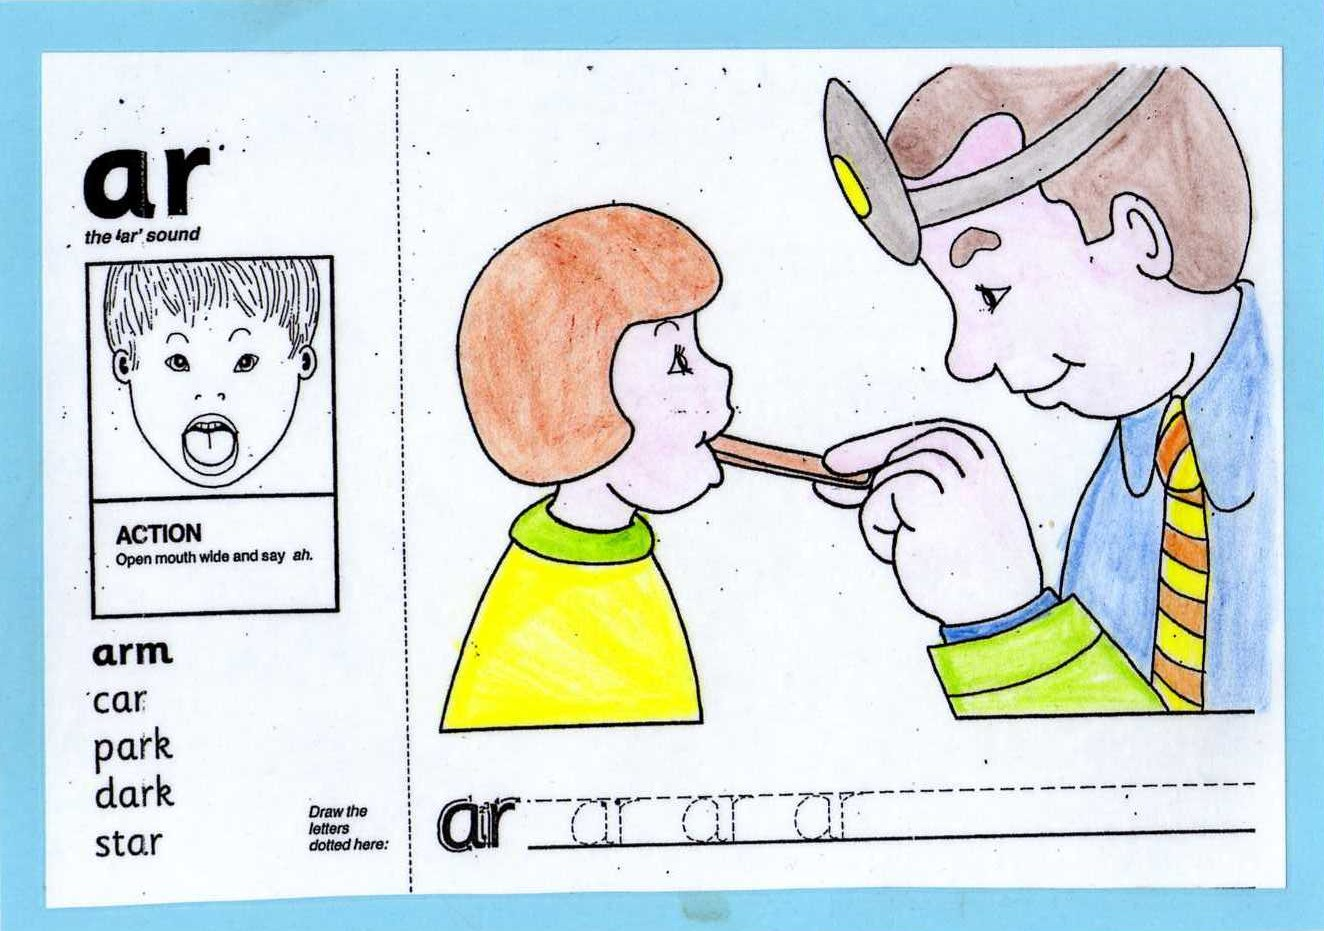 ar
the 'ar' sound
ACTION
Open mouth wide and say ah.
arm
car
park
dark
star
Draw the
letters
dotted here:
ar ar ar ar